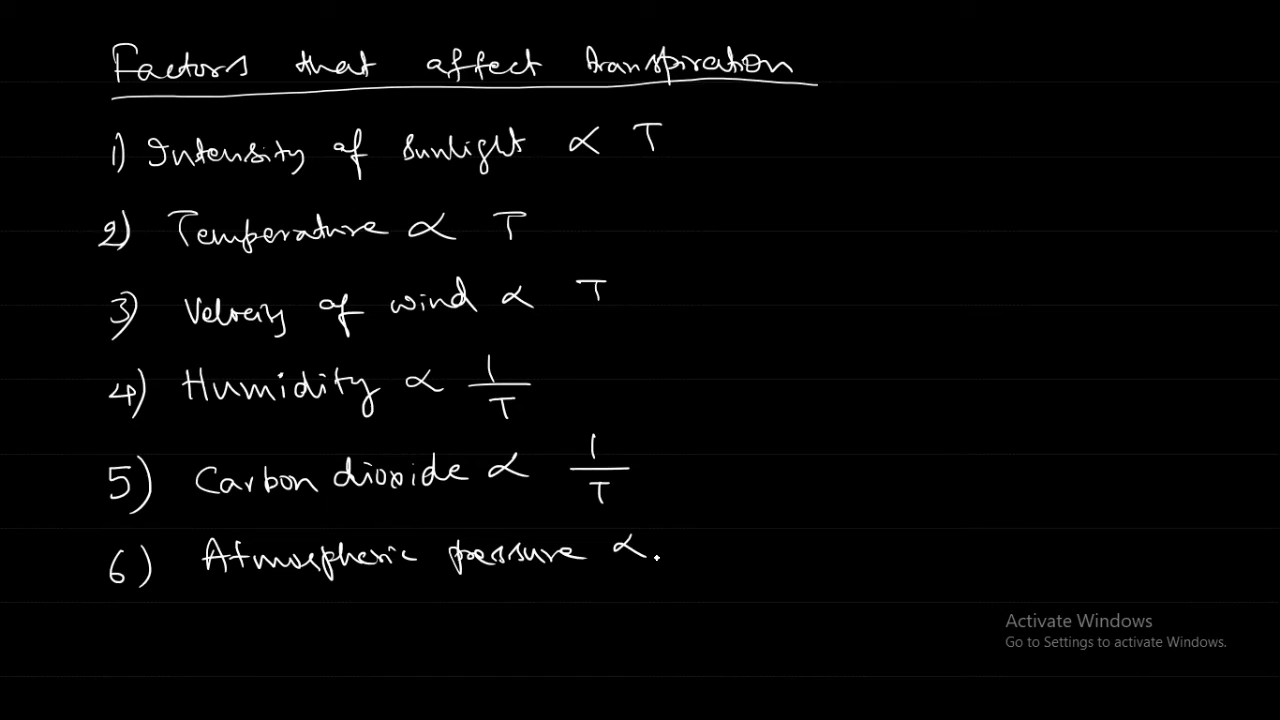 Factors that affect transpiration
1) Intensity of sunlight ∝ T
2) Temperature ∝ T
3) Velocity of wind ∝ T
4) Humidity ∝ 1/T
5) Carbon dioxide ∝ 1/T
6) Atmospheric pressure ∝.
Activate Windows
Go to Settings to activate Windows.